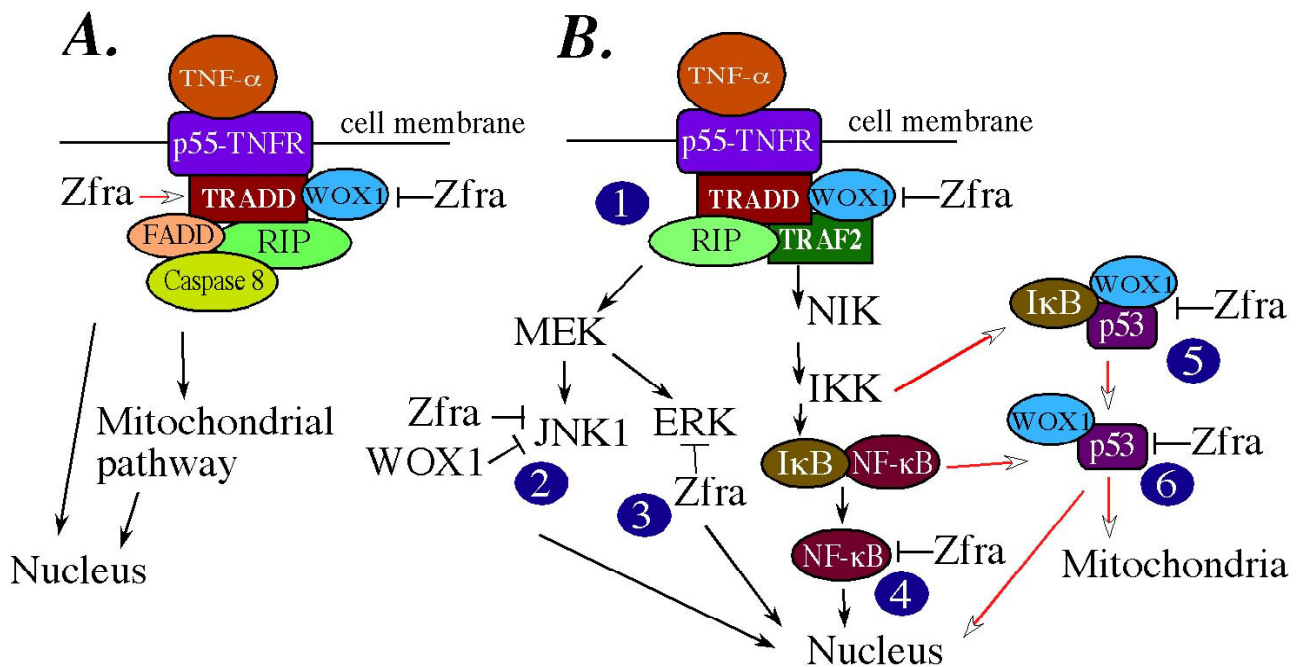 A.
TNF-α
p55-TNFR
cell membrane
Zfra
TRADD
WOX1
Zfra
FADD
RIP
Caspase 8
Mitochondrial
pathway
Nucleus
B.
TNF-α
p55-TNFR
cell membrane
1
TRADD
WOX1
Zfra
RIP
TRAF2
MEK
NIK
IKK
Zfra
WOX1
JNK1
2
ERK
3
Zfra
IκB
NF-κB
NF-κB
Zfra
4
Nucleus
IκB
WOX1
p53
Zfra
5
WOX1
p53
Zfra
6
Mitochondria